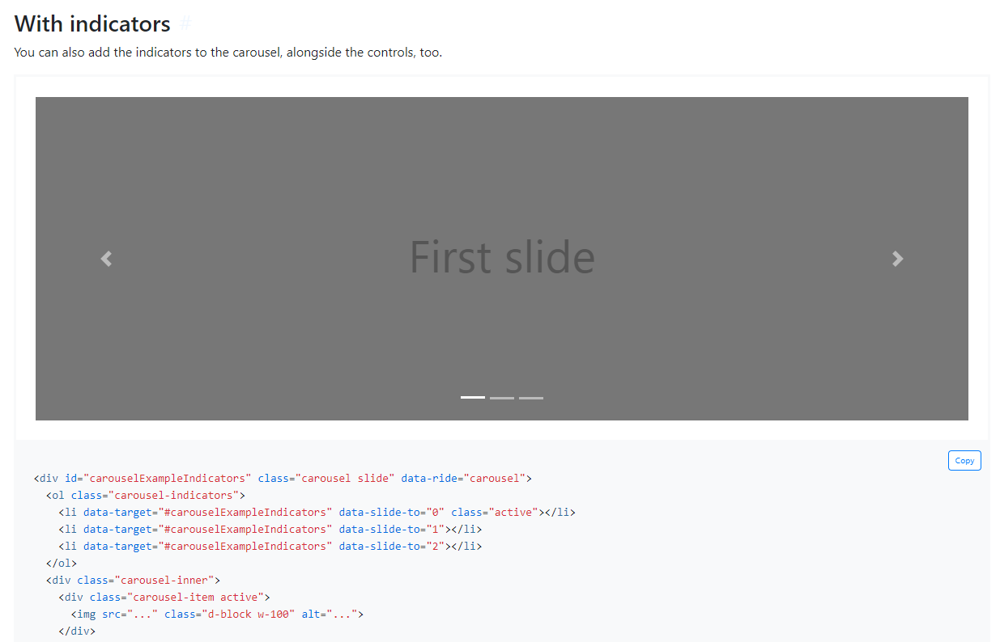 With indicators #
You can also add the indicators to the carousel, alongside the controls, too.
First slide
Copy
<div id="carouselExampleIndicators" class="carousel slide" data-ride="carousel">
  <ol class="carousel-indicators">
    <li data-target="#carouselExampleIndicators" data-slide-to="0" class="active"></li>
    <li data-target="#carouselExampleIndicators" data-slide-to="1"></li>
    <li data-target="#carouselExampleIndicators" data-slide-to="2"></li>
  </ol>
  <div class="carousel-inner">
    <div class="carousel-item active">
      <img src="..." class="d-block w-100" alt="...">
    </div>